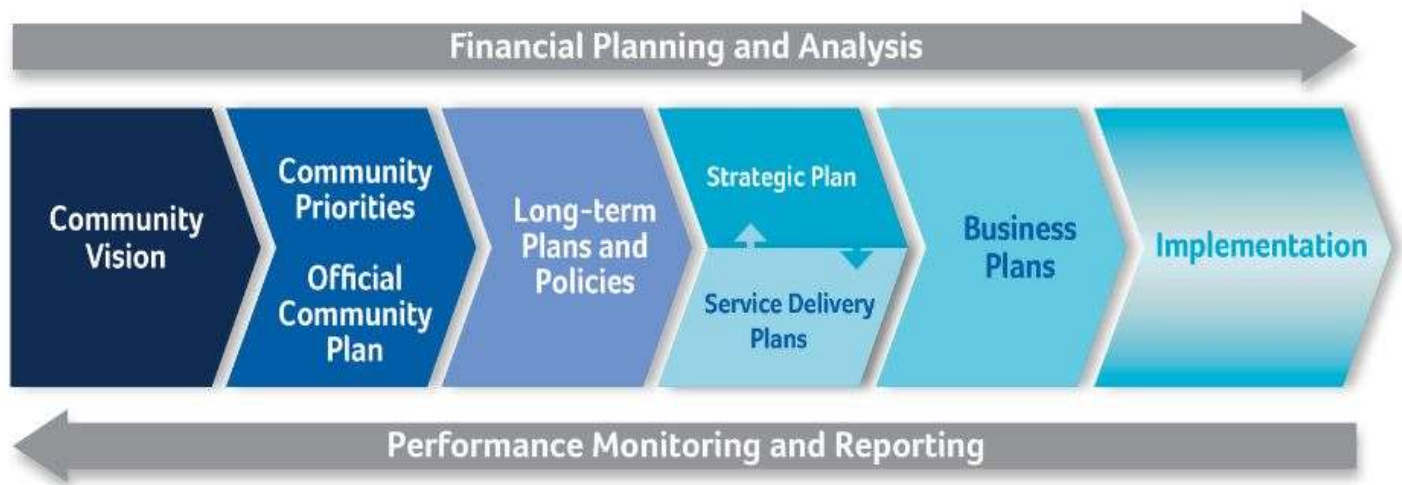 Financial Planning and Analysis
Community
Vision
Community
Priorities
Official
Community
Plan
Long-term
Plans and
Policies
Strategic Plan
Service Delivery
Plans
Business
Plans
Implementation
Performance Monitoring and Reporting